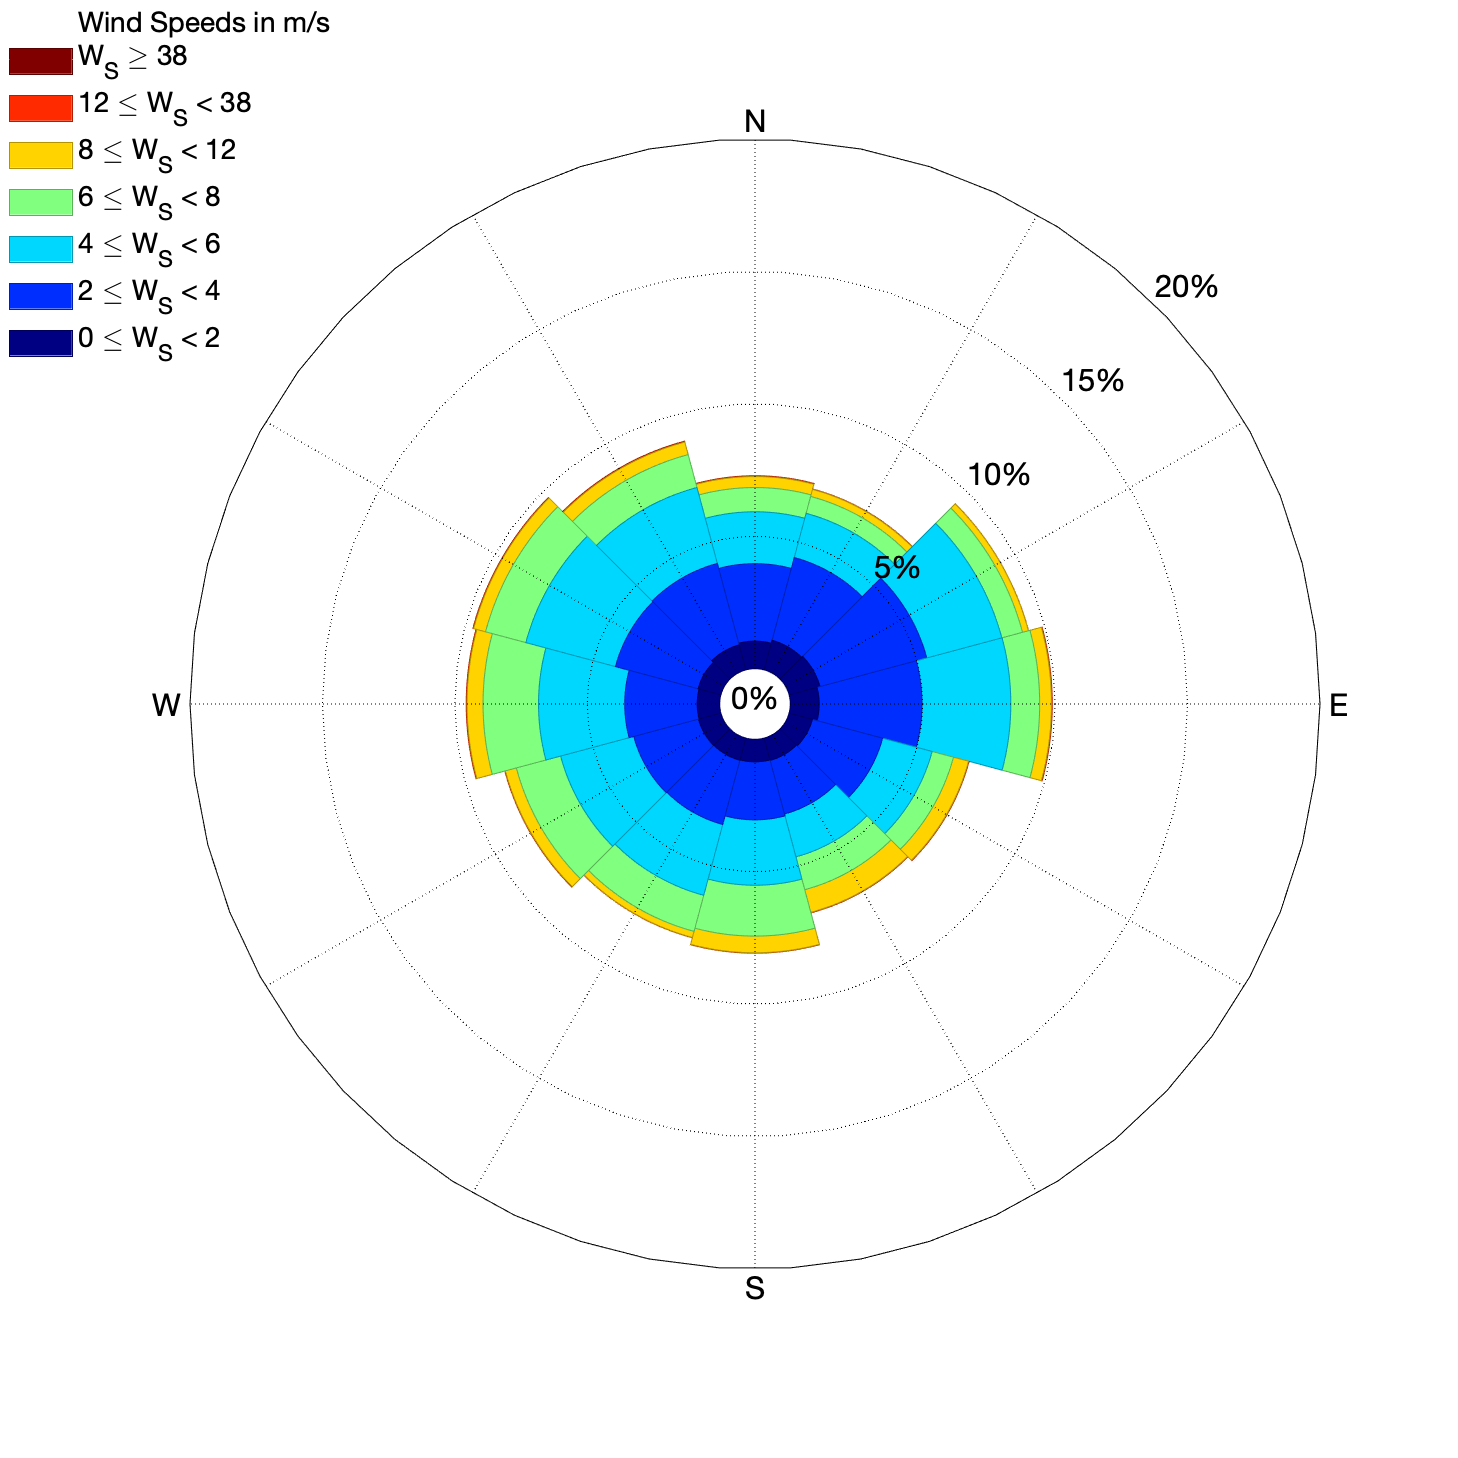 Wind Speeds in m/s
W_S ≥ 38
12 ≤ W_S < 38
8 ≤ W_S < 12
6 ≤ W_S < 8
4 ≤ W_S < 6
2 ≤ W_S < 4
0 ≤ W_S < 2
N
20%
15%
10%
5%
0%
W
E
S